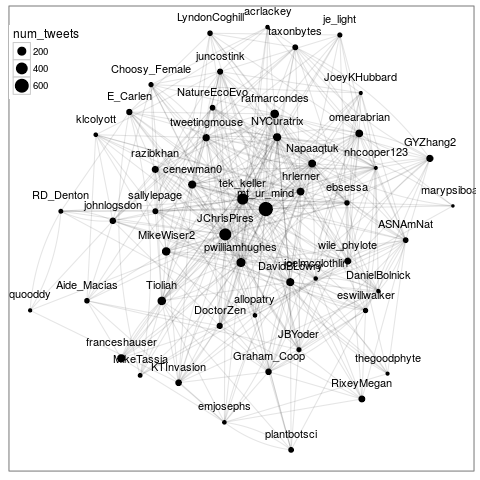 acrlackey
LyndonCoghill
je_light
num_tweets
taxonbytes
200
400
juncostink
600
Choosy_Female
JoeyKHubbard
NatureEcoEvo
E_Carlen
rafmarcondes
klcolyott
tweetingmouse
NYCuratrix
omearabrian
GYZhang2
razibkhan
Napaaqtuk
nhcooper123
cenewman0
hrlerner
tek_keller
ebsessa
marypsiboa
RD_Denton
sallylepage
mt_ur_mind
johnlogsdon
JChrisPires
ASNAmNat
MikeWiser2
pwilliamhughes
wile_phylote
joelmcglothlin
DavidBLowry
DanielBolnick
Aide_Macias
Tioliah
quooddy
allopatry
eswillwalker
DoctorZen
JBYoder
franceshauser
MikeTassia
Graham_Coop
thegoodphyte
KTInvasion
RixeyMegan
emjosephs
plantbotsci